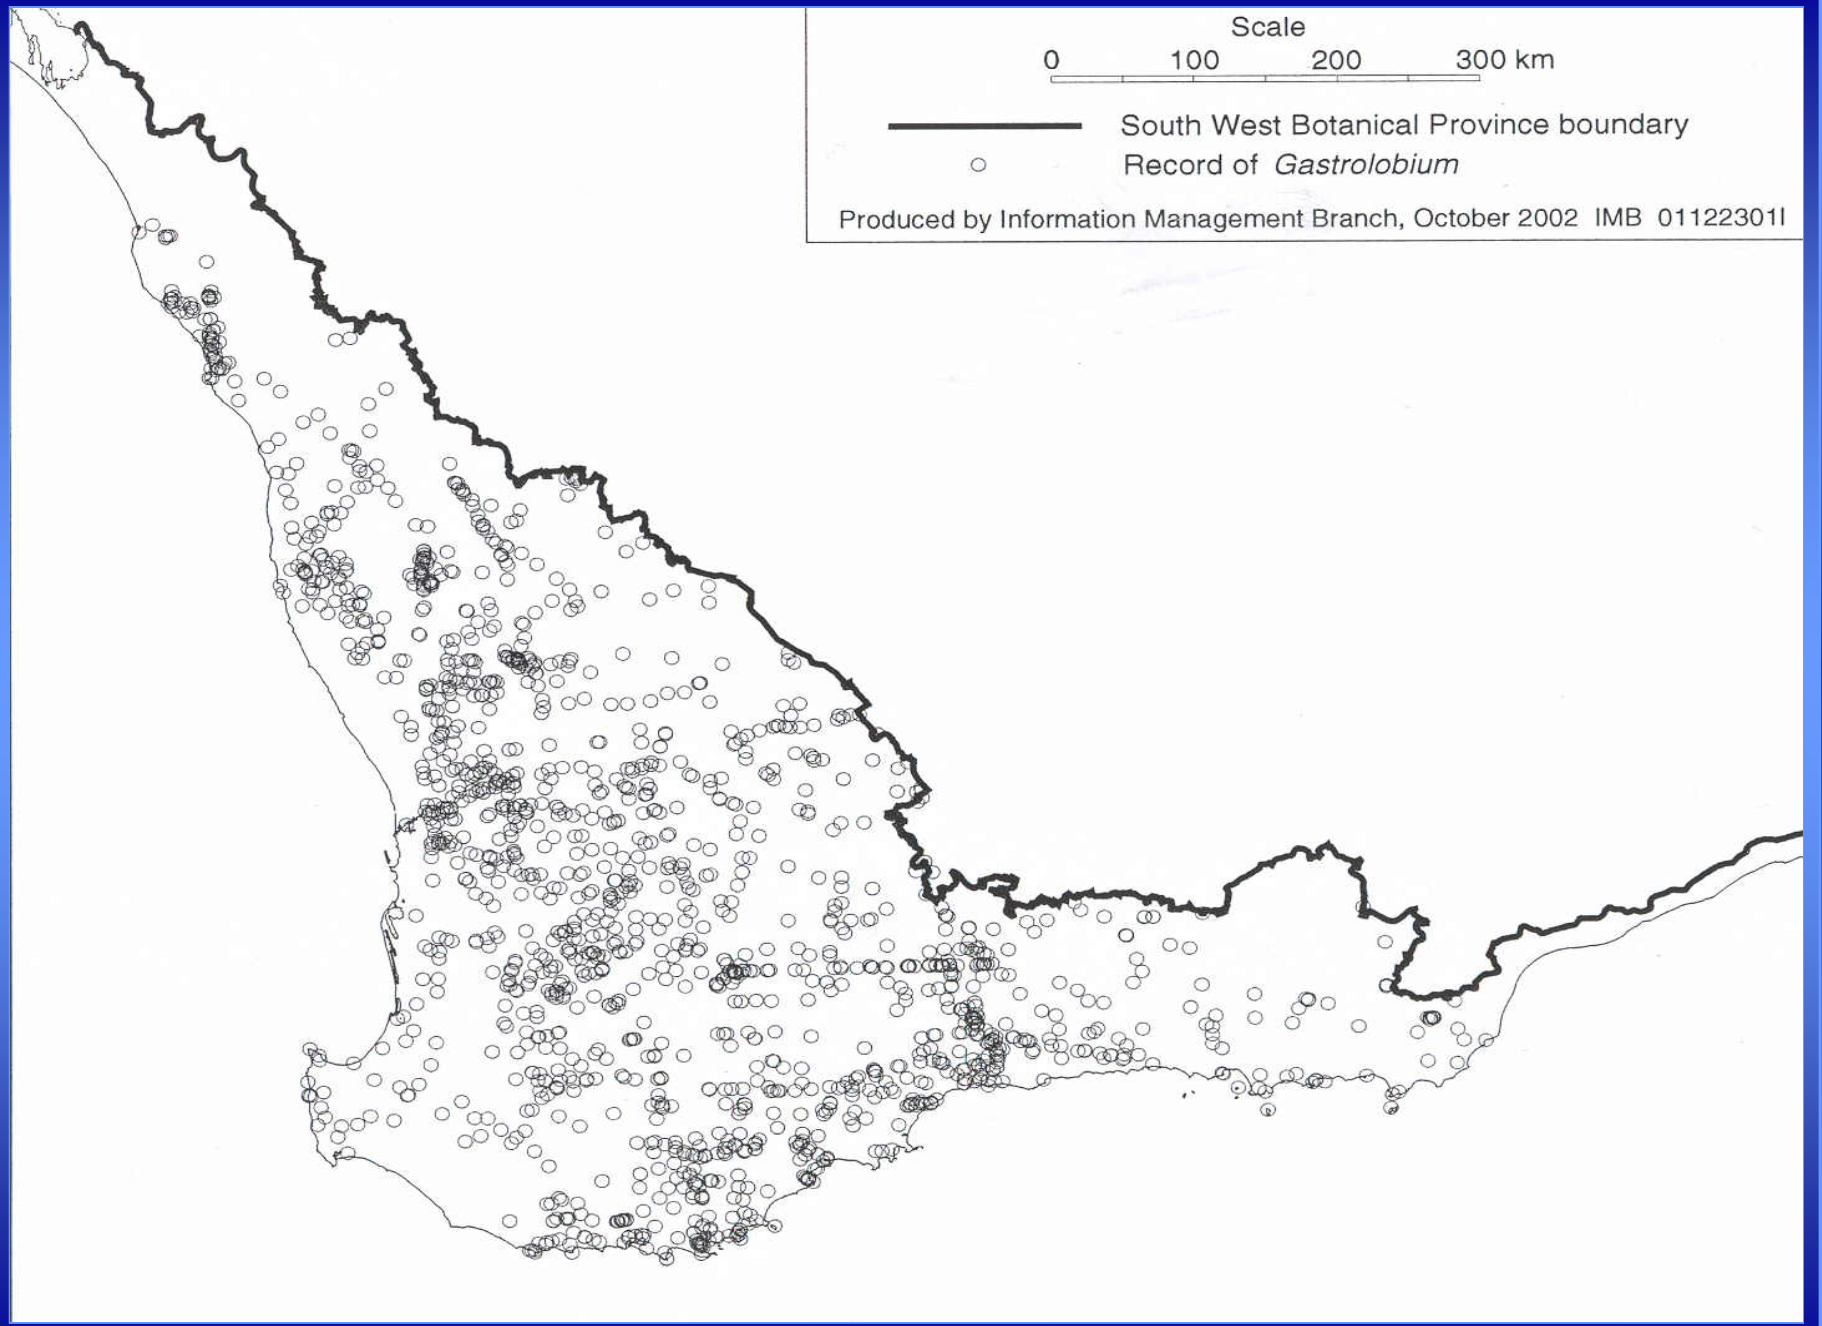 Scale
0 100 200 300 km
South West Botanical Province boundary
Record of Gastrolobium
Produced by Information Management Branch, October 2002 IMB 01122301I